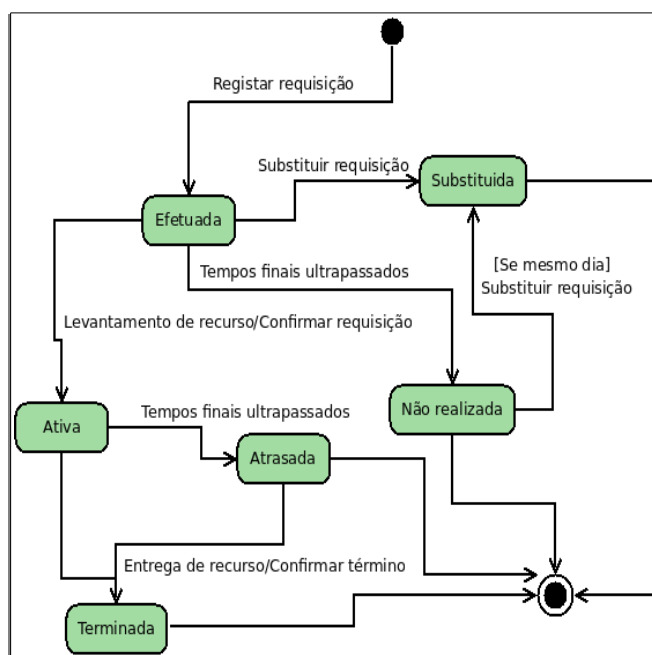 Registar requisição
Substituir requisição
Substituida
Efetuada
[Se mesmo dia]
Substituir requisição
Tempos finais ultrapassados
Levantamento de recurso/Confirmar requisição
Tempos finais ultrapassados
Não realizada
Ativa
Atrasada
Entrega de recurso/Confirmar término
Terminada